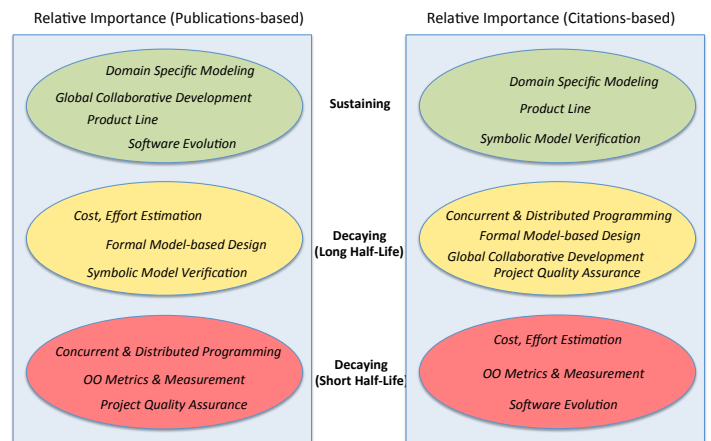 Relative Importance (Publications-based)
Relative Importance (Citations-based)
Domain Specific Modeling
Global Collaborative Development
Product Line
Software Evolution
Sustaining
Domain Specific Modeling
Product Line
Symbolic Model Verification
Cost, Effort Estimation
Formal Model-based Design
Symbolic Model Verification
Decaying
(Long Half-Life)
Concurrent & Distributed Programming
Formal Model-based Design
Global Collaborative Development
Project Quality Assurance
Concurrent & Distributed Programming
OO Metrics & Measurement
Project Quality Assurance
Decaying
(Short Half-Life)
Cost, Effort Estimation
OO Metrics & Measurement
Software Evolution